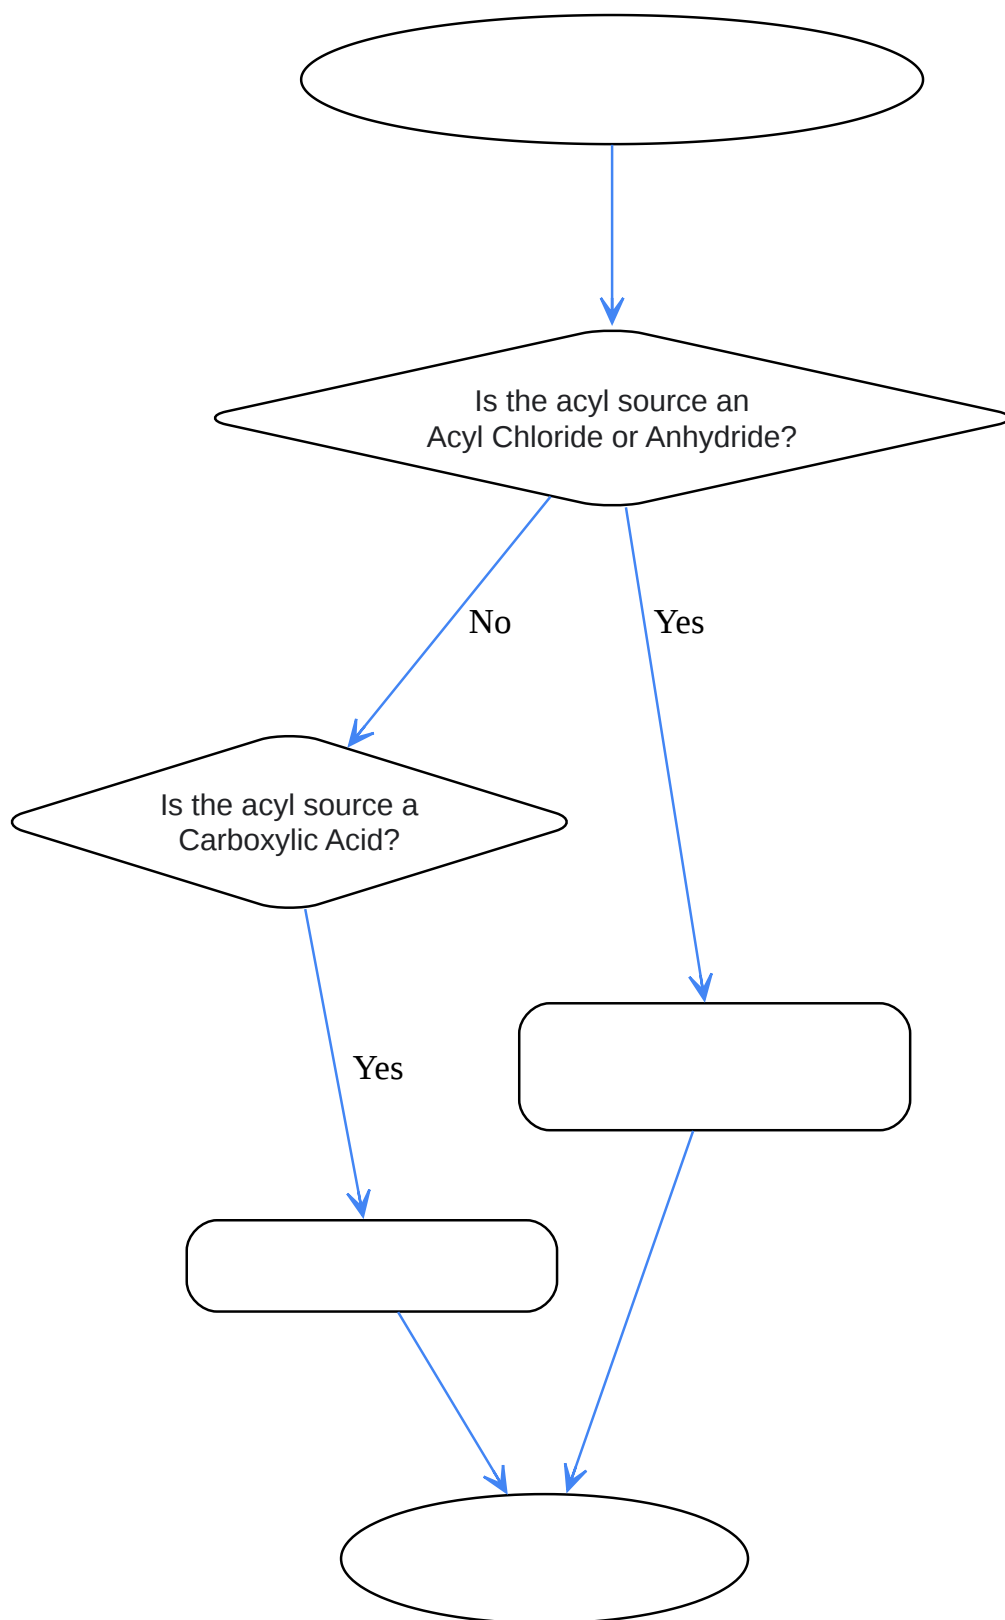 Is the acyl source an
Acyl Chloride or Anhydride?
No
Yes
Is the acyl source a
Carboxylic Acid?
Yes